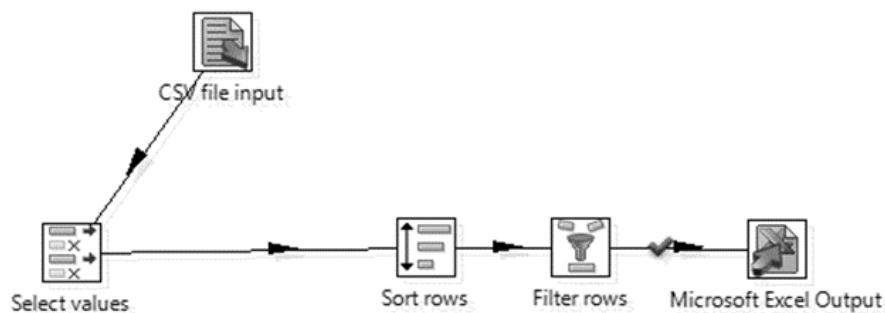 CSV file input
Select values
Sort rows
Filter rows
Microsoft Excel Output